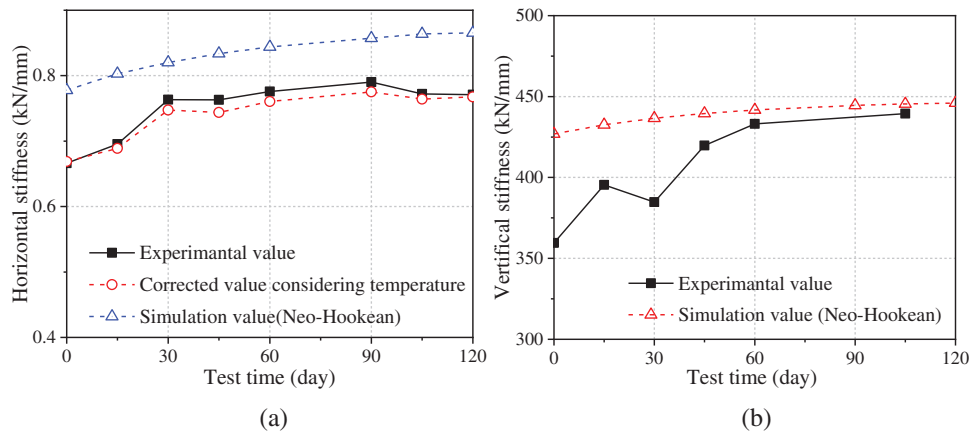 0.8
0.6
0.4
Horizontal stiffness (kN/mm)
Experimantal value
Corrected value considering temperature
Simulation value(Neo-Hookean)
0 30 60 90 120
Test time (day)
(a)
500
450
400
350
300
Vertifical stiffness (kN/mm)
Experimantal value
Simulation value (Neo-Hookean)
0 30 60 90 120
Test time (day)
(b)